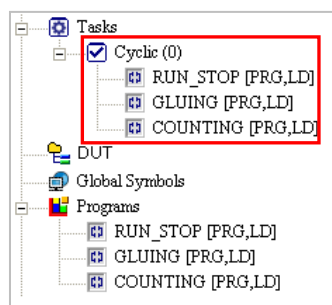 Tasks
Cyclic (0)
RUN_STOP [PRG,LD]
GLUING [PRG,LD]
COUNTING [PRG,LD]
DUT
Global Symbols
Programs
RUN_STOP [PRG,LD]
GLUING [PRG,LD]
COUNTING [PRG,LD]